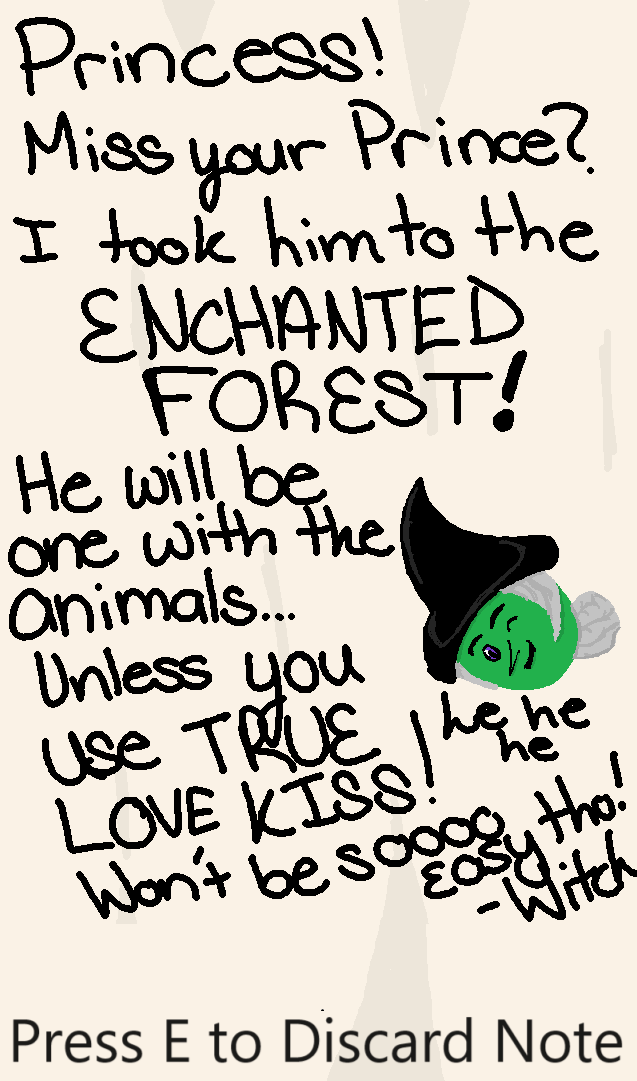 Princess!
Miss your Prince?
I took him to the
ENCHANTED
FOREST!
He will be
one with the
animals...
Unless you
use TRUE
LOVE KISS!
he he
he
Won't be soooo
easy tho!
-Witch
Press E to Discard Note